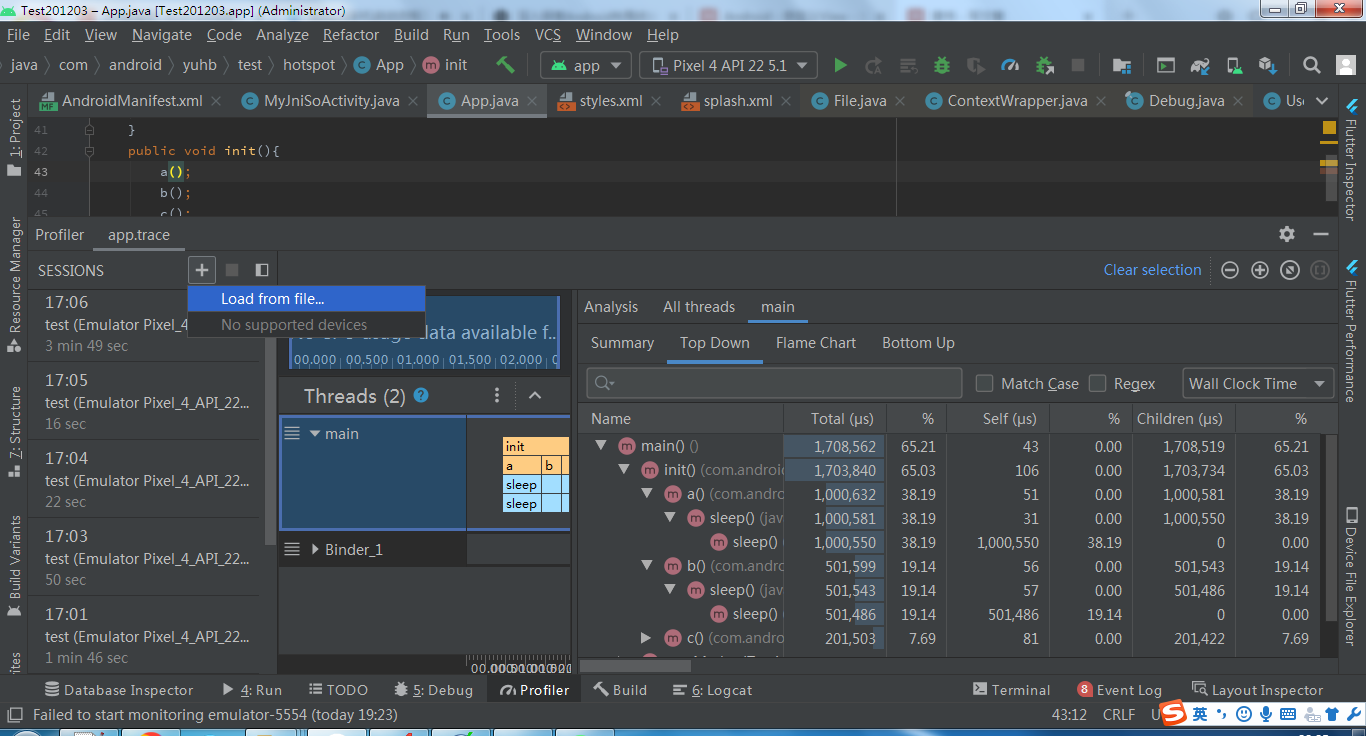 Test201203 – App.java [Test201203.app] (Administrator)
File Edit View Navigate Code Analyze Refactor Build Run Tools VCS Window Help
java com android yuhb test hotspot App init app Pixel 4 API 22 5.1
AndroidManifest.xml MyJniSoActivity.java App.java styles.xml splash.xml File.java ContextWrapper.java Debug.java
41 }
42 public void init(){
43 a();
44 b();
45 c();
1: Project
Resource Manager
7: Structure
Build Variants
Flutter Inspector
Flutter Performance
Device File Explorer
Profiler app.trace
SESSIONS
Load from file...
No supported devices
17:06
test (Emulator Pixel_4
3 min 49 sec
17:05
test (Emulator Pixel_4_API_22...
16 sec
17:04
test (Emulator Pixel_4_API_22...
22 sec
17:03
test (Emulator Pixel_4_API_22...
50 sec
17:01
test (Emulator Pixel_4_API_22...
1 min 46 sec
data available f...
00.000 00.500 01.000 01.500 02.000
Threads (2) ?
main
init
a b
sleep
sleep
Binder_1
Clear selection
Analysis All threads main
Summary Top Down Flame Chart Bottom Up
Match Case Regex Wall Clock Time
Name Total (μs) % Self (μs) % Children (μs) %
m main() () 1,708,562 65.21 43 0.00 1,708,519 65.21
m init() (com.androi 1,703,840 65.03 106 0.00 1,703,734 65.03
m a() (com.andro 1,000,632 38.19 51 0.00 1,000,581 38.19
m sleep() (jav 1,000,581 38.19 31 0.00 1,000,550 38.19
m sleep() 1,000,550 38.19 1,000,550 38.19 0 0.00
m b() (com.andro 501,599 19.14 56 0.00 501,543 19.14
m sleep() (jav 501,543 19.14 57 0.00 501,486 19.14
m sleep() 501,486 19.14 501,486 19.14 0 0.00
m c() (com.andro 201,503 7.69 81 0.00 201,422 7.69
Database Inspector 4: Run TODO 5: Debug Profiler Build 6: Logcat Terminal 8 Event Log Layout Inspector
Failed to start monitoring emulator-5554 (today 19:23) 43:12 CRLF
英